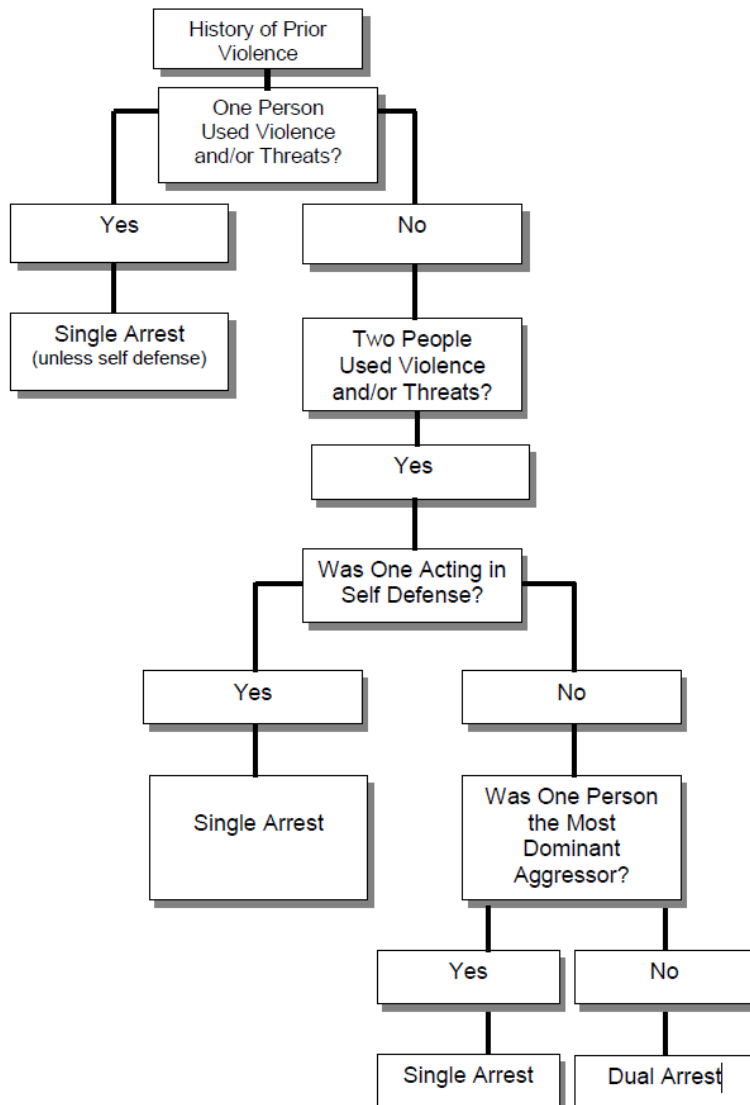 History of Prior
Violence
One Person
Used Violence
and/or Threats?
Yes
No
Single Arrest
(unless self defense)
Two People
Used Violence
and/or Threats?
Yes
Was One Acting in
Self Defense?
Yes
No
Single Arrest
Was One Person
the Most
Dominant
Aggressor?
Yes
No
Single Arrest
Dual Arrest